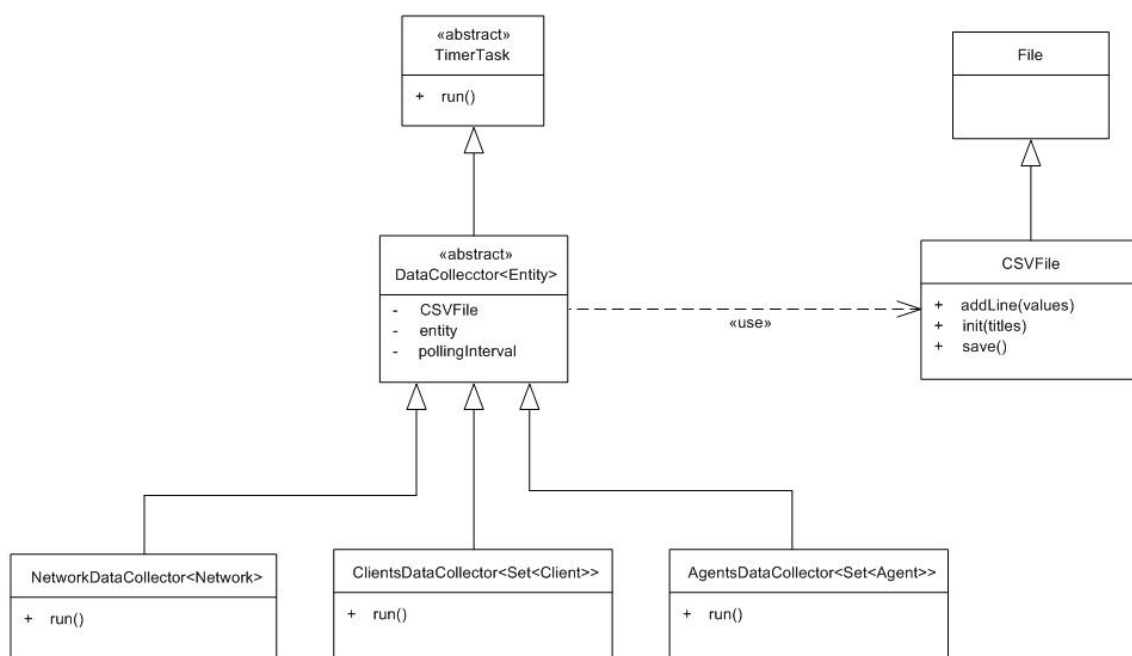 «abstract»
TimerTask
+ run()
File
«abstract»
DataCollecctor<Entity>
- CSVFile
- entity
- pollingInterval
«use»
CSVFile
+ addLine(values)
+ init(titles)
+ save()
NetworkDataCollector<Network>
+ run()
ClientsDataCollector<Set<Client>>
+ run()
AgentsDataCollector<Set<Agent>>
+ run()